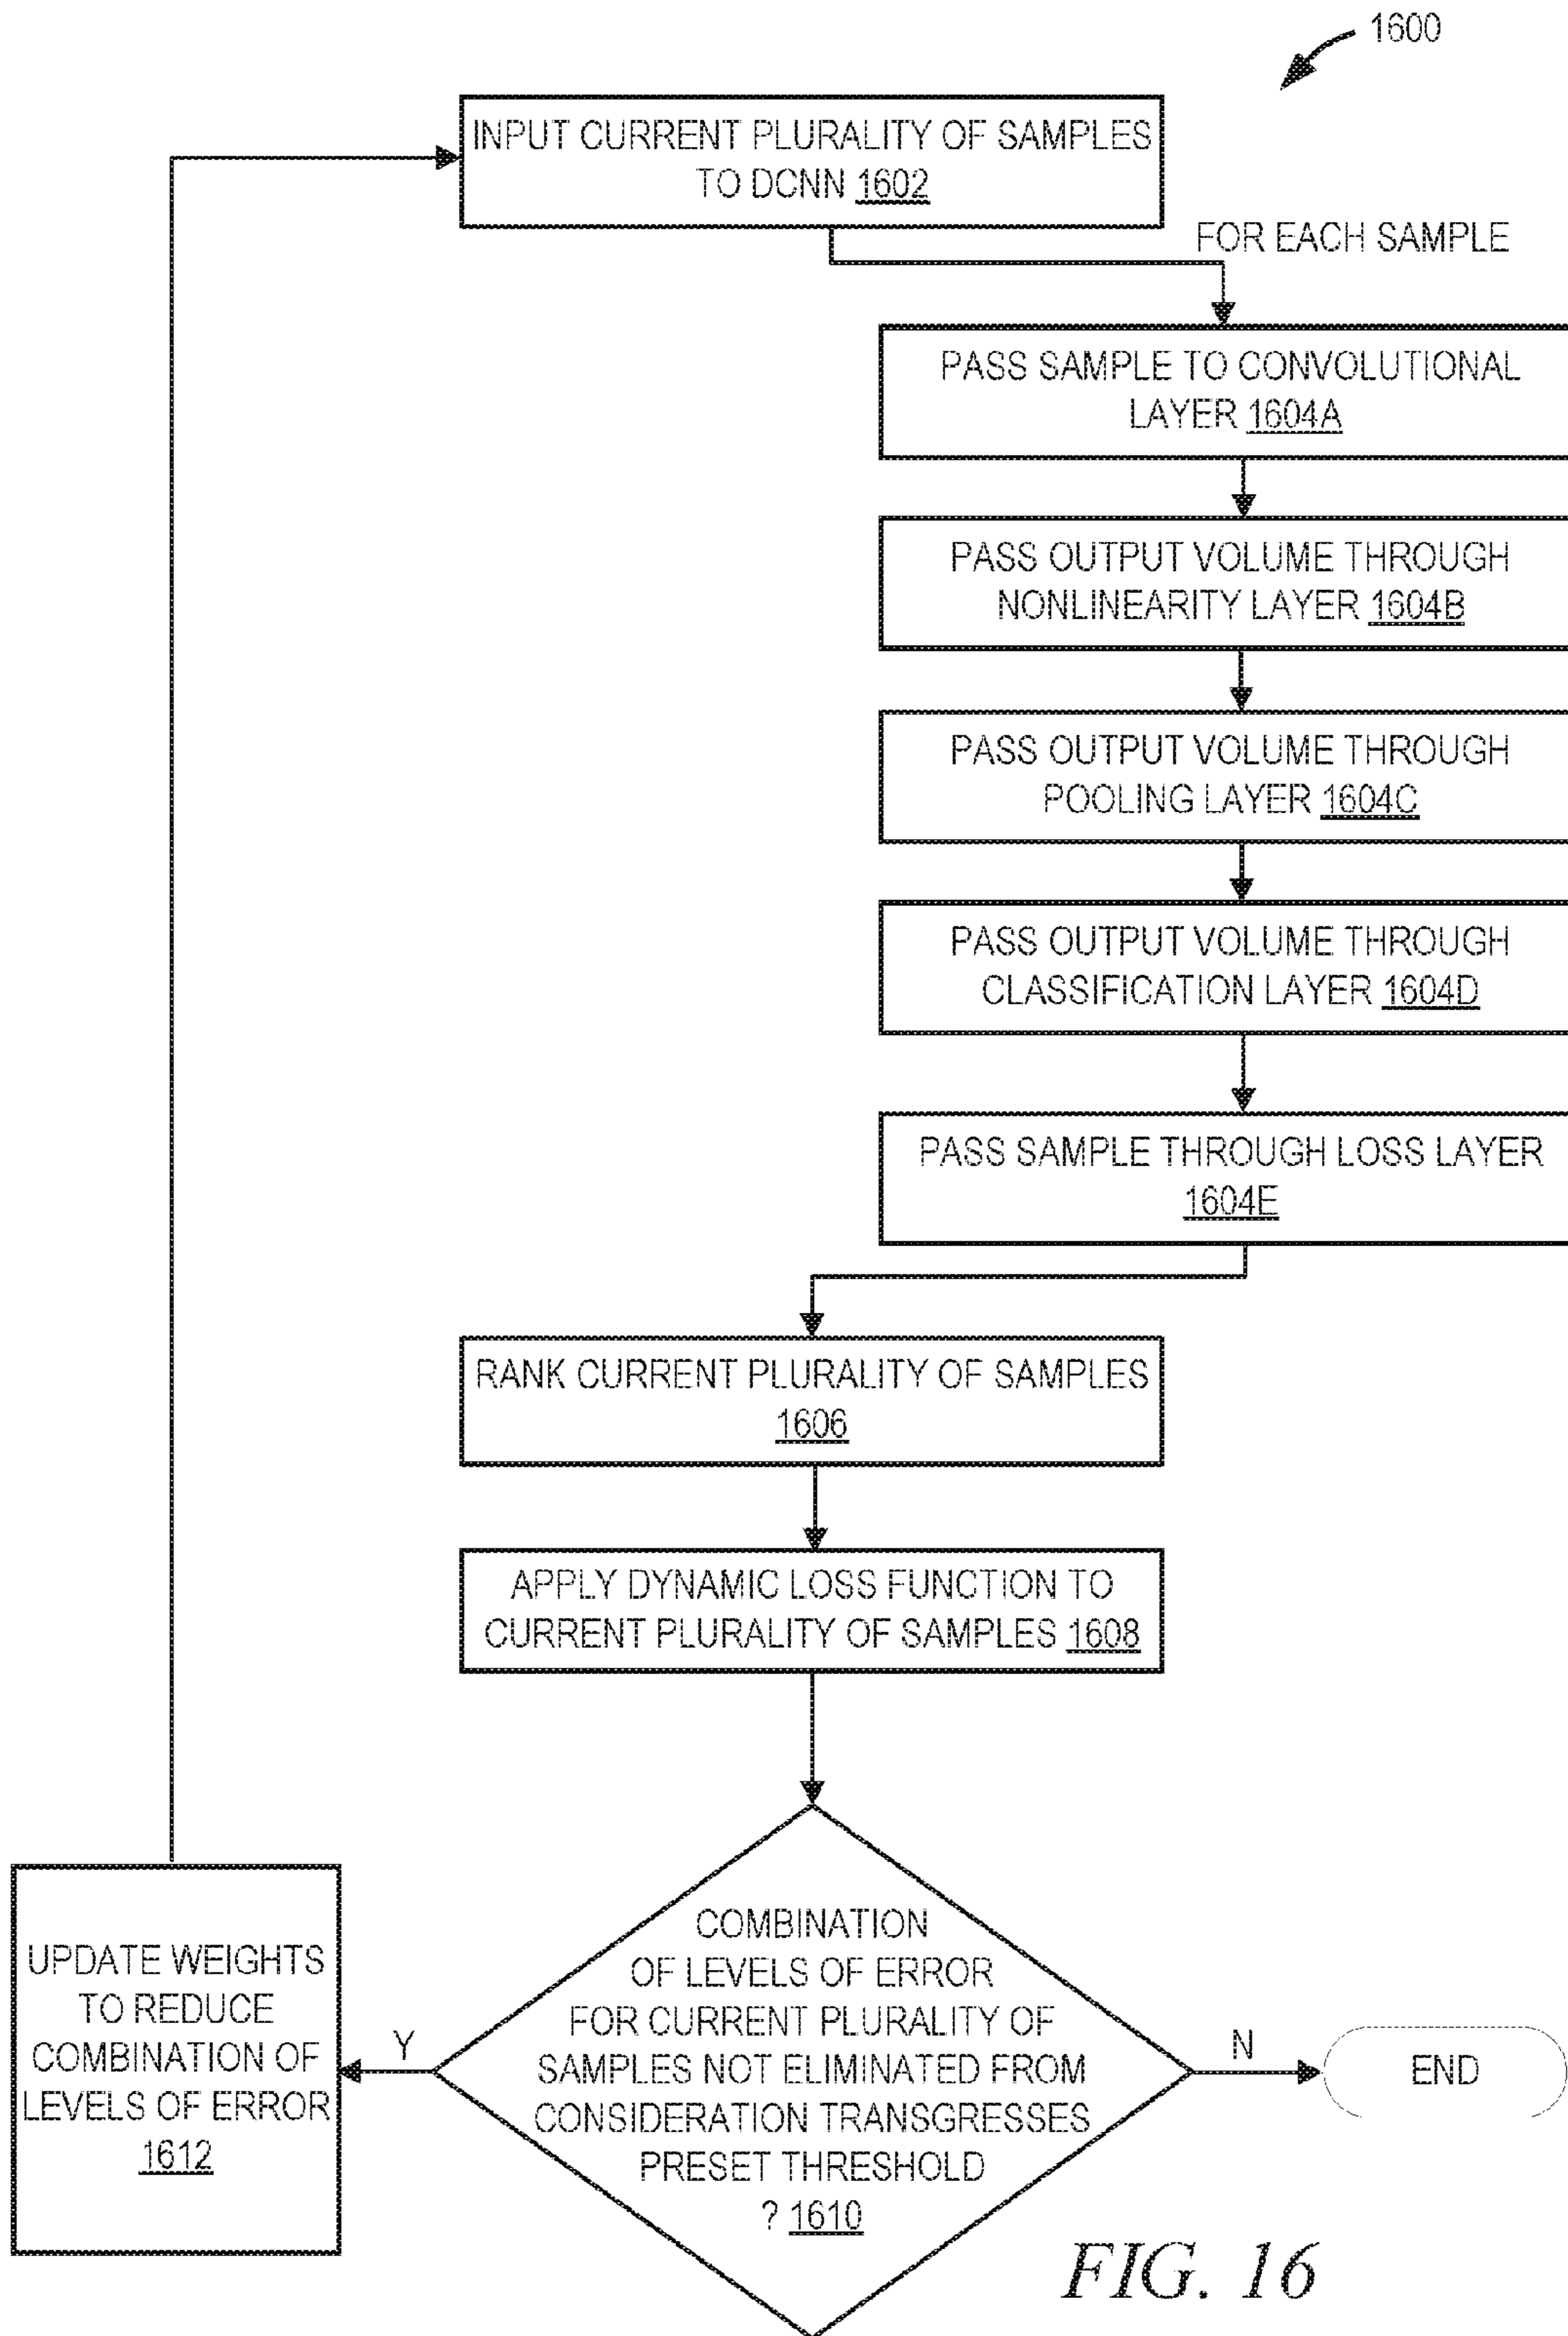 1600
INPUT CURRENT PLURALITY OF SAMPLES
TO DCNN 1602
FOR EACH SAMPLE
PASS SAMPLE TO CONVOLUTIONAL
LAYER 1604A
PASS OUTPUT VOLUME THROUGH
NONLINEARITY LAYER 1604B
PASS OUTPUT VOLUME THROUGH
POOLING LAYER 1604C
PASS OUTPUT VOLUME THROUGH
CLASSIFICATION LAYER 1604D
PASS SAMPLE THROUGH LOSS LAYER
1604E
RANK CURRENT PLURALITY OF SAMPLES
1606
APPLY DYNAMIC LOSS FUNCTION TO
CURRENT PLURALITY OF SAMPLES 1608
COMBINATION
OF LEVELS OF ERROR
FOR CURRENT PLURALITY OF
SAMPLES NOT ELIMINATED FROM
CONSIDERATION TRANSGRESSES
PRESET THRESHOLD
? 1610
Y
N
END
UPDATE WEIGHTS
TO REDUCE
COMBINATION OF
LEVELS OF ERROR
1612
FIG. 16